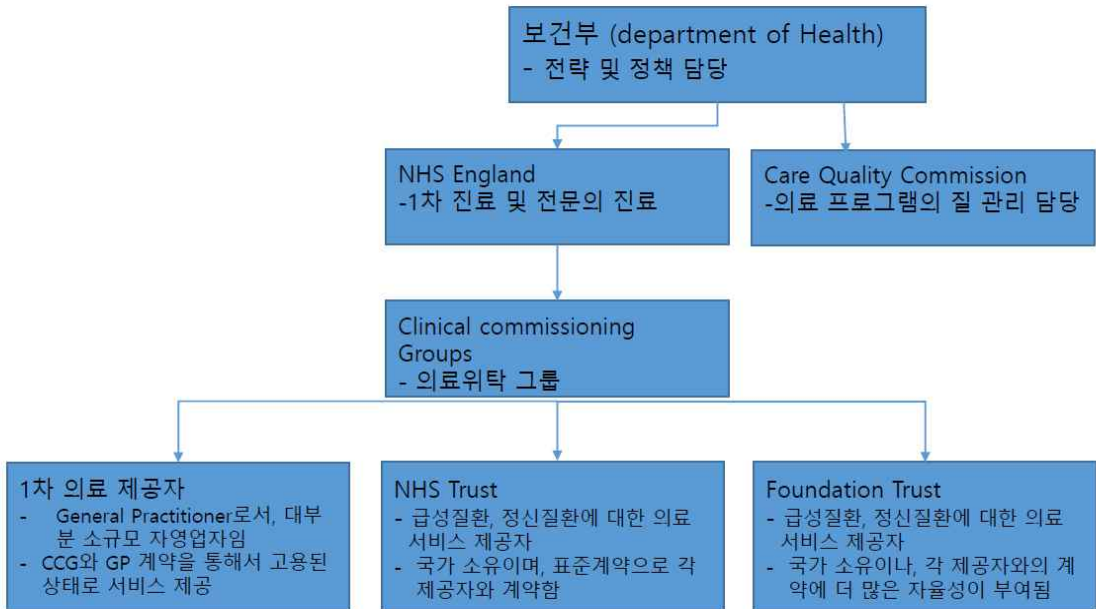 보건부 (department of Health)
- 전략 및 정책 담당
NHS England
-1차 진료 및 전문의 진료
Care Quality Commission
-의료 프로그램의 질 관리 담당
Clinical commissioning
Groups
- 의료위탁 그룹
1차 의료 제공자
- General Practitioner로서, 대부
분 소규모 자영업자임
- CCG와 GP 계약을 통해서 고용된
상태로 서비스 제공
NHS Trust
- 급성질환, 정신질환에 대한 의료
서비스 제공자
- 국가 소유이며, 표준계약으로 각
제공자와 계약함
Foundation Trust
- 급성질환, 정신질환에 대한 의료
서비스 제공자
- 국가 소유이나, 각 제공자와의 계
약에 더 많은 자율성이 부여됨